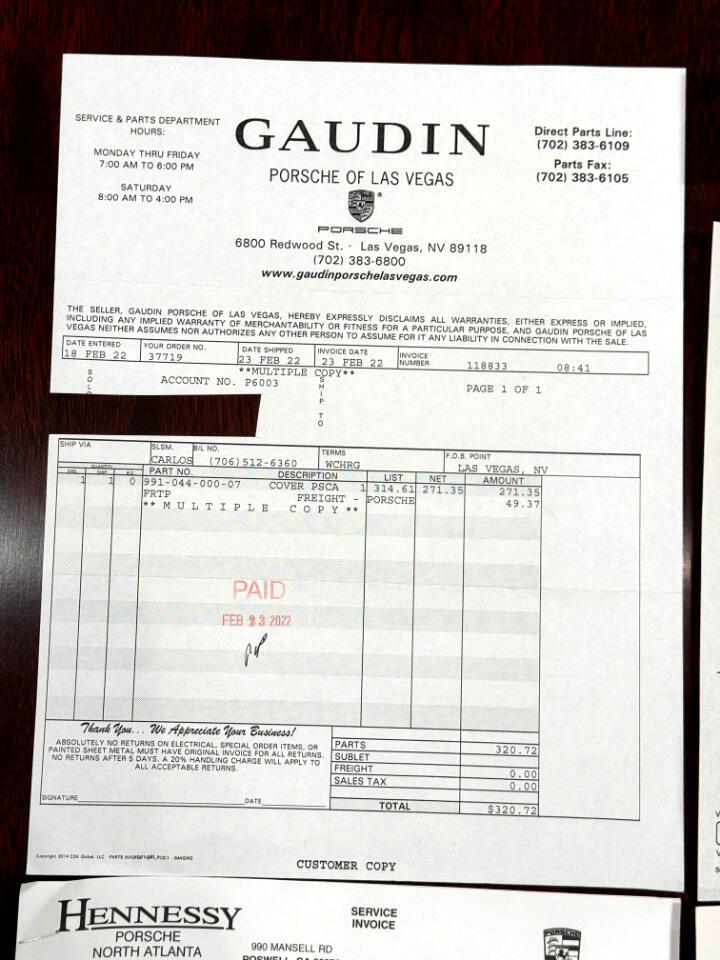 SERVICE & PARTS DEPARTMENT
HOURS:
MONDAY THRU FRIDAY
7:00 AM TO 6:00 PM
SATURDAY
8:00 AM TO 4:00 PM
GAUDIN
PORSCHE OF LAS VEGAS
PORSCHE
6800 Redwood St. · Las Vegas, NV 89118
(702) 383-6800
www.gaudinporschelasvegas.com
Direct Parts Line:
(702) 383-6109
Parts Fax:
(702) 383-6105
THE SELLER, GAUDIN PORSCHE OF LAS VEGAS, HEREBY EXPRESSLY DISCLAIMS ALL WARRANTIES, EITHER EXPRESS OR IMPLIED,
INCLUDING ANY IMPLIED WARRANTY OF MERCHANTABILITY OR FITNESS FOR A PARTICULAR PURPOSE, AND GAUDIN PORSCHE OF LAS
VEGAS NEITHER ASSUMES NOR AUTHORIZES ANY OTHER PERSON TO ASSUME FOR IT ANY LIABILITY IN CONNECTION WITH THE SALE.
DATE ENTERED YOUR ORDER NO. DATE SHIPPED INVOICE DATE INVOICE NUMBER
18 FEB 22 37719 23 FEB 22 23 FEB 22 118833 08:41
**MULTIPLE COPY**
ACCOUNT NO. P6003
PAGE 1 OF 1
SOLD
SHIP TO
SHIP VIA SLSM. B/L NO. TERMS F.O.B. POINT
CARLOS (706)512-6360 WCHRG LAS VEGAS, NV
QUANTITY PART NO. DESCRIPTION LIST NET AMOUNT
ORD. SHIP B.O.
1 1 0 991-044-000-07 COVER PSCA 1 314.61 271.35 271.35
FRTP FREIGHT - PORSCHE 49.37
** M U L T I P L E C O P Y **
PAID
FEB 23 2022
Thank You... We Appreciate Your Business!
ABSOLUTELY NO RETURNS ON ELECTRICAL, SPECIAL ORDER ITEMS, OR
PAINTED SHEET METAL MUST HAVE ORIGINAL INVOICE FOR ALL RETURNS.
NO RETURNS AFTER 5 DAYS. A 20% HANDLING CHARGE WILL APPLY TO
ALL ACCEPTABLE RETURNS.
SIGNATURE DATE
PARTS 320.72
SUBLET
FREIGHT 0.00
SALES TAX 0.00
TOTAL $320.72
CUSTOMER COPY
HENNESSY
PORSCHE
NORTH ATLANTA
SERVICE
INVOICE
990 MANSELL RD
PORSCHE